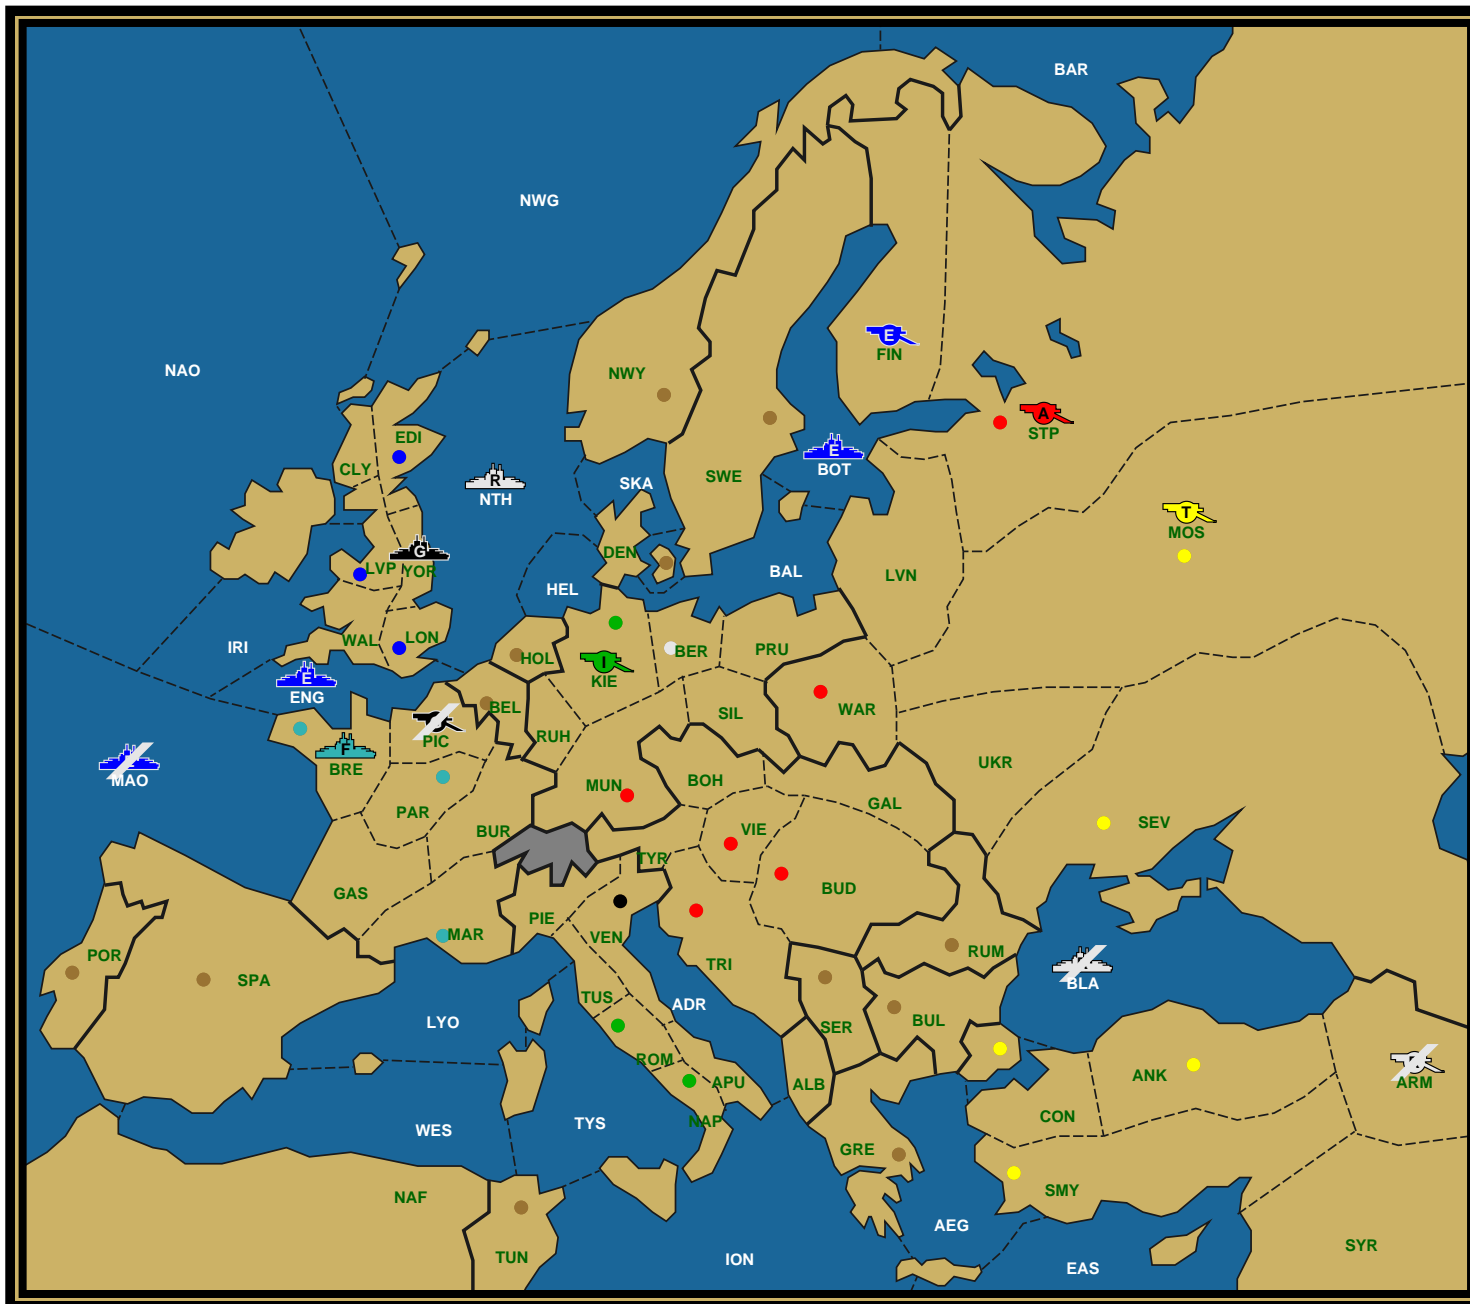 BAR
NWG
NAO
E
FIN
NWY
A
STP
EDI
CLY
E
BOT
SWE
SKA
R
NTH
T
MOS
G
YOR
LVP
DEN
BAL
LVN
HEL
IRI
WAL
LON
HOL
I
KIE
BER
PRU
E
ENG
BEL
SIL
WAR
PIC
RUH
F
BRE
MAO
UKR
MUN
BOH
GAL
PAR
BUR
VIE
SEV
TYR
BUD
GAS
PIE
MAR
VEN
RUM
POR
SPA
TRI
BLA
TUS
ADR
BUL
LYO
SER
ROM
APU
ALB
ANK
ARM
CON
NAP
TYS
WES
GRE
SMY
NAF
AEG
SYR
TUN
ION
EAS